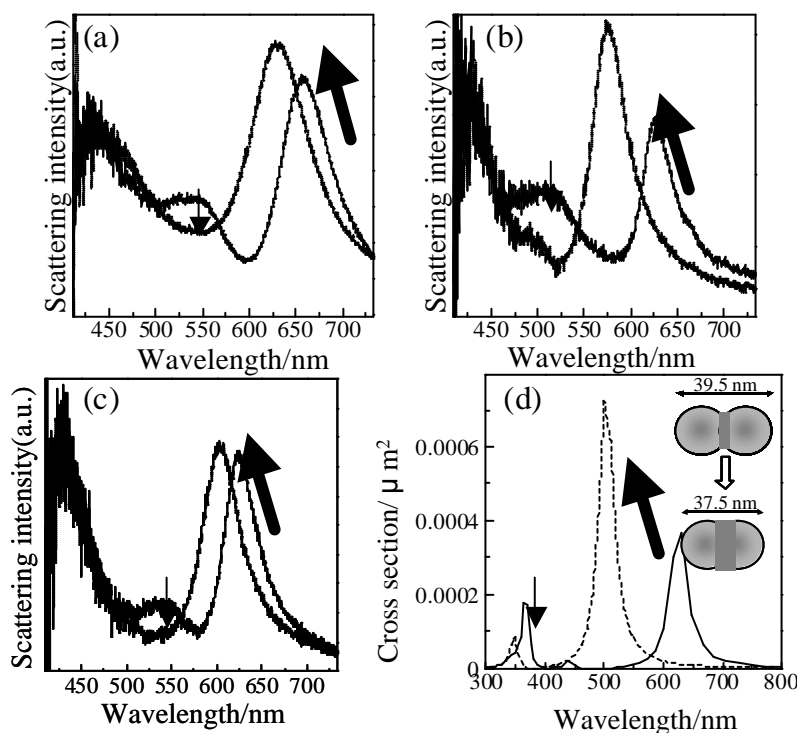 (a)
Scattering intensity(a.u.)
450 500 550 600 650 700
Wavelength/nm
(b)
Scattering intensity(a.u.)
450 500 550 600 650 700
Wavelength/nm
(c)
Scattering intensity(a.u.)
450 500 550 600 650 700
Wavelength/nm
(d)
39.5 nm
37.5 nm
Cross section/ μ m²
0.0006
0.0004
0.0002
0
300 400 500 600 700 800
Wavelength/nm